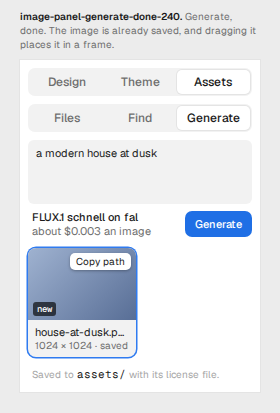 image-panel-generate-done-240. Generate,
done. The image is already saved, and dragging it
places it in a frame.
Design Theme Assets
Files Find Generate
a modern house at dusk
FLUX.1 schnell on fal
about $0.003 an image
Generate
Copy path
new
house-at-dusk.p...
1024 × 1024 · saved
Saved to assets/ with its license file.